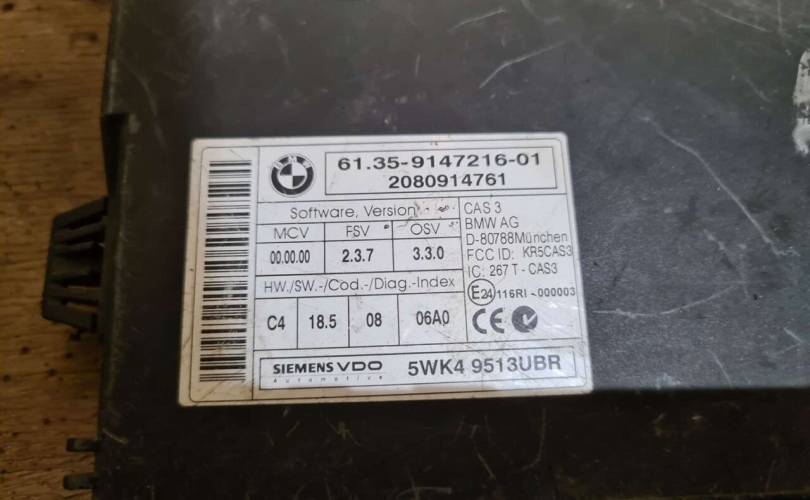 BMW
61.35-9147216-01
2080914761
Software, Version
MCV FSV OSV
00.00.00 2.3.7 3.3.0
HW./SW.-/Cod.-/Diag.-Index
C4 18.5 08 06A0
CAS 3
BMW AG
D-80788München
FCC ID: KR5CAS3
IC: 267 T - CAS3
E24 116RI-000003
CE
SIEMENS VDO
Automotive
5WK4 9513UBR